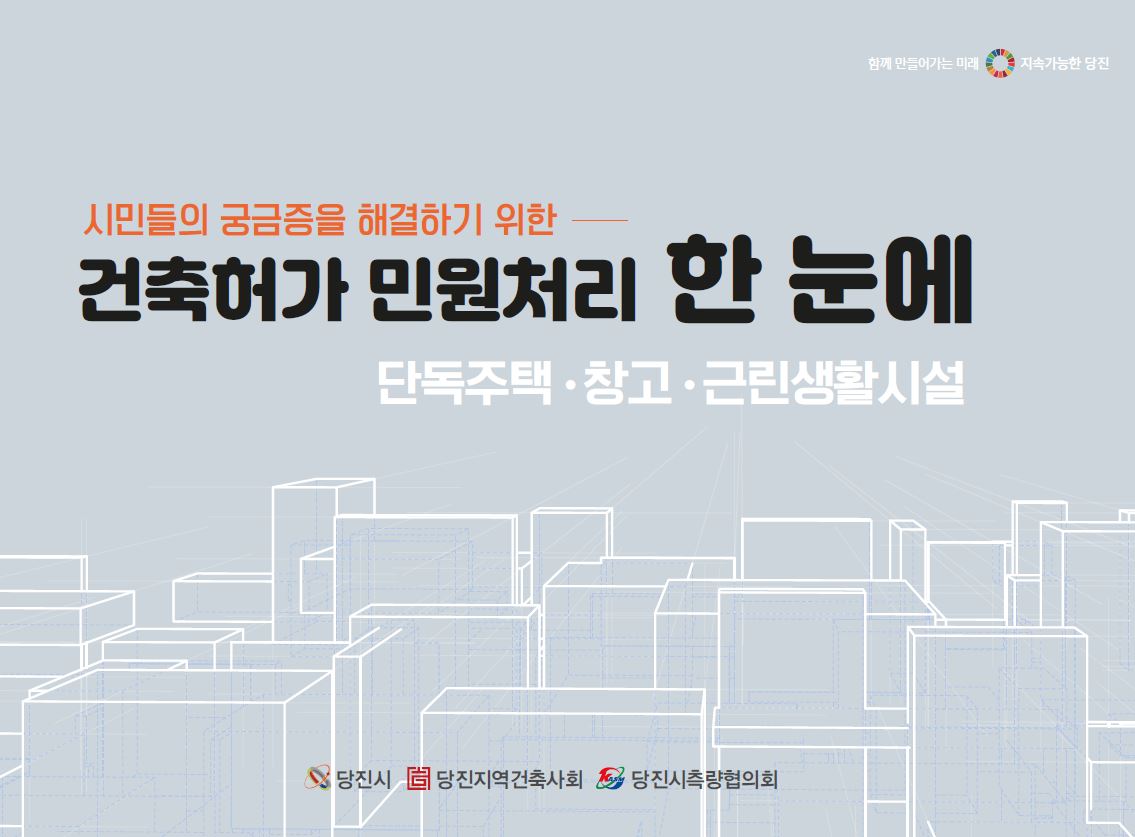 함께 만들어가는 미래 지속가능한 당진
시민들의 궁금증을 해결하기 위한
건축허가 민원처리 한 눈에
단독주택 · 창고 · 근린생활시설
당진시 당진지역건축사회 KASM 당진시측량협의회